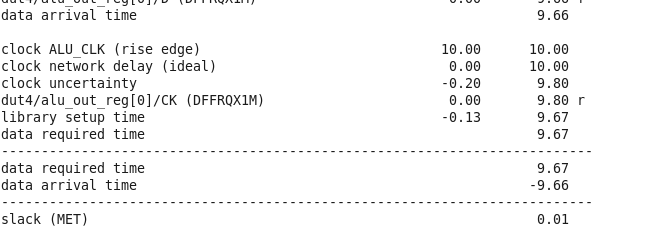 dut4/alu_out_reg[0]/D (DFFRQX1M) 0.00 9.66 r
data arrival time 9.66
clock ALU_CLK (rise edge) 10.00 10.00
clock network delay (ideal) 0.00 10.00
clock uncertainty -0.20 9.80
dut4/alu_out_reg[0]/CK (DFFRQX1M) 0.00 9.80 r
library setup time -0.13 9.67
data required time 9.67
--------------------------------------------------------------------------
data required time 9.67
data arrival time -9.66
--------------------------------------------------------------------------
slack (MET) 0.01